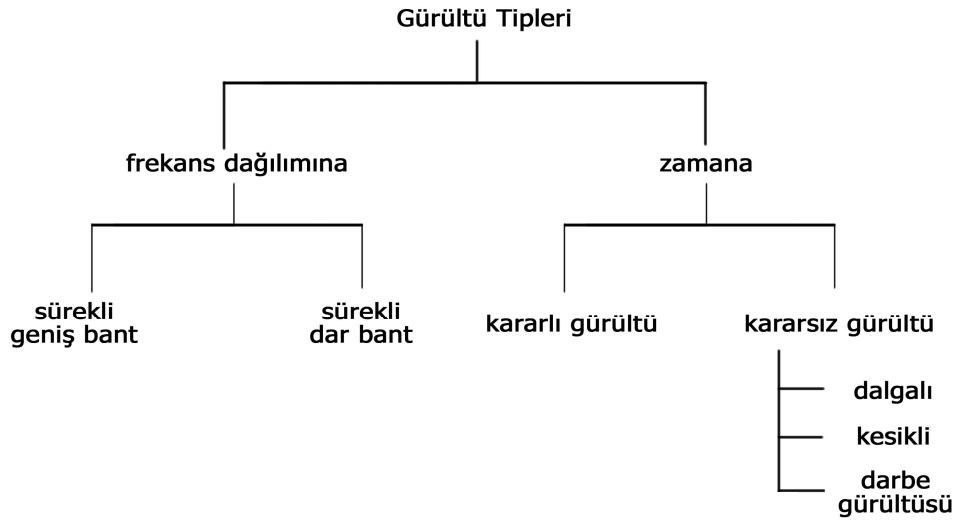 Gürültü Tipleri
frekans dağılımına
zamana
sürekli
geniş bant
sürekli
dar bant
kararlı gürültü
kararsız gürültü
dalgalı
kesikli
darbe
gürültüsü